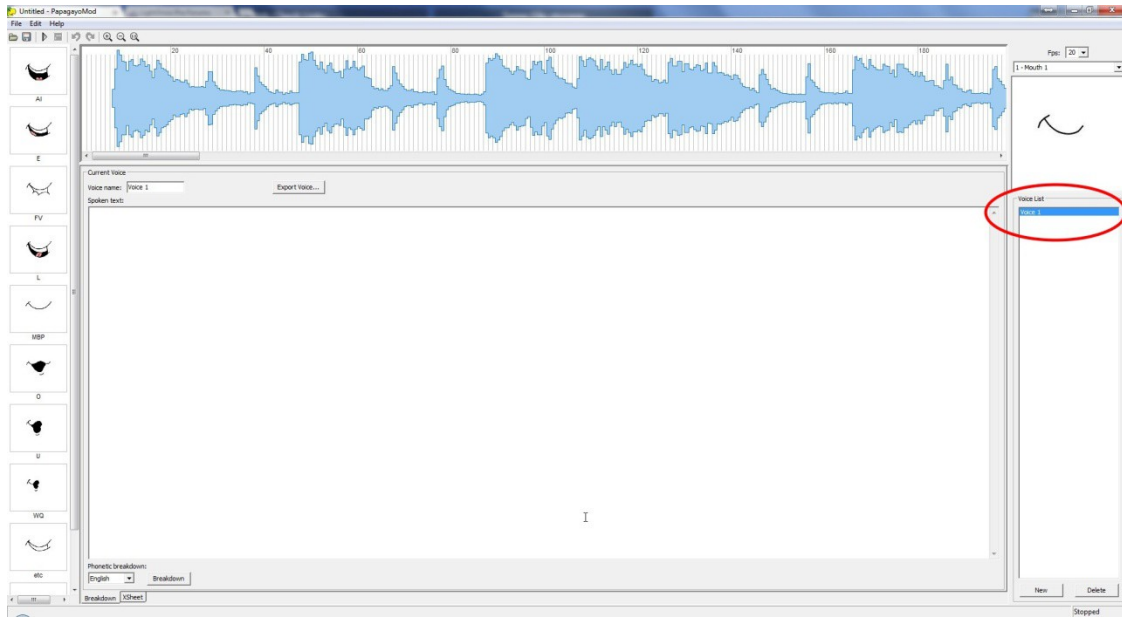 Untitled - PapagayoMod
File Edit Help
20 40 60 80 100 120 140 160 180
Fps: 20
1 - Mouth 1
AI
E
FV
L
MBP
O
U
WQ
etc
Current Voice
Voice name: Voice 1 Export Voice...
Spoken text:
Voice List
Voice 1
Phonetic breakdown:
English Breakdown
Breakdown XSheet
New Delete
Stopped